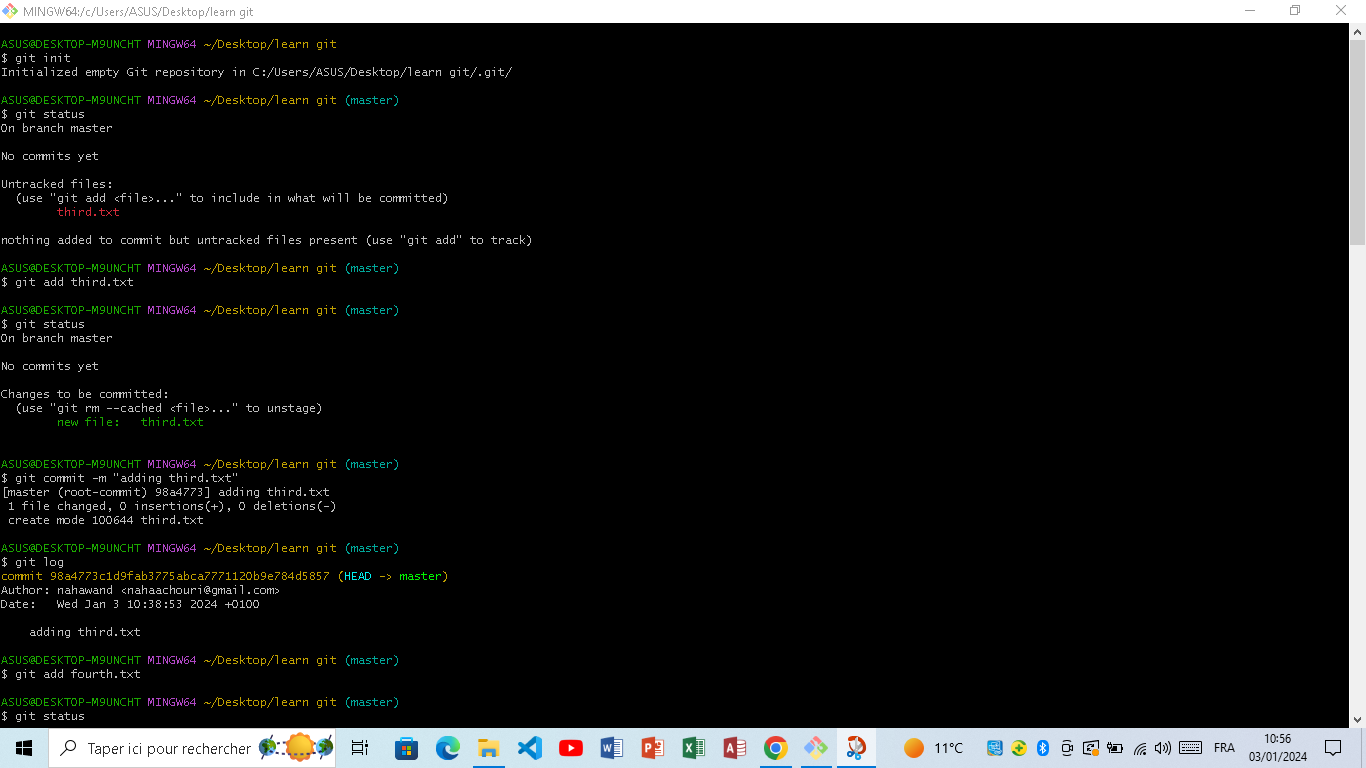 MINGW64:/c/Users/ASUS/Desktop/learn git
ASUS@DESKTOP-M9UNCHT MINGW64 ~/Desktop/learn git
$ git init
Initialized empty Git repository in C:/Users/ASUS/Desktop/learn git/.git/
ASUS@DESKTOP-M9UNCHT MINGW64 ~/Desktop/learn git (master)
$ git status
On branch master
No commits yet
Untracked files:
  (use "git add <file>..." to include in what will be committed)
        third.txt
nothing added to commit but untracked files present (use "git add" to track)
ASUS@DESKTOP-M9UNCHT MINGW64 ~/Desktop/learn git (master)
$ git add third.txt
ASUS@DESKTOP-M9UNCHT MINGW64 ~/Desktop/learn git (master)
$ git status
On branch master
No commits yet
Changes to be committed:
  (use "git rm --cached <file>..." to unstage)
        new file:   third.txt
ASUS@DESKTOP-M9UNCHT MINGW64 ~/Desktop/learn git (master)
$ git commit -m "adding third.txt"
[master (root-commit) 98a4773] adding third.txt
 1 file changed, 0 insertions(+), 0 deletions(-)
 create mode 100644 third.txt
ASUS@DESKTOP-M9UNCHT MINGW64 ~/Desktop/learn git (master)
$ git log
commit 98a4773c1d9fab3775abca7771120b9e784d5857 (HEAD -> master)
Author: nahawand <nahaachouri@gmail.com>
Date:   Wed Jan 3 10:38:53 2024 +0100
    adding third.txt
ASUS@DESKTOP-M9UNCHT MINGW64 ~/Desktop/learn git (master)
$ git add fourth.txt
ASUS@DESKTOP-M9UNCHT MINGW64 ~/Desktop/learn git (master)
$ git status
Taper ici pour rechercher
11°C
FRA
10:56
03/01/2024